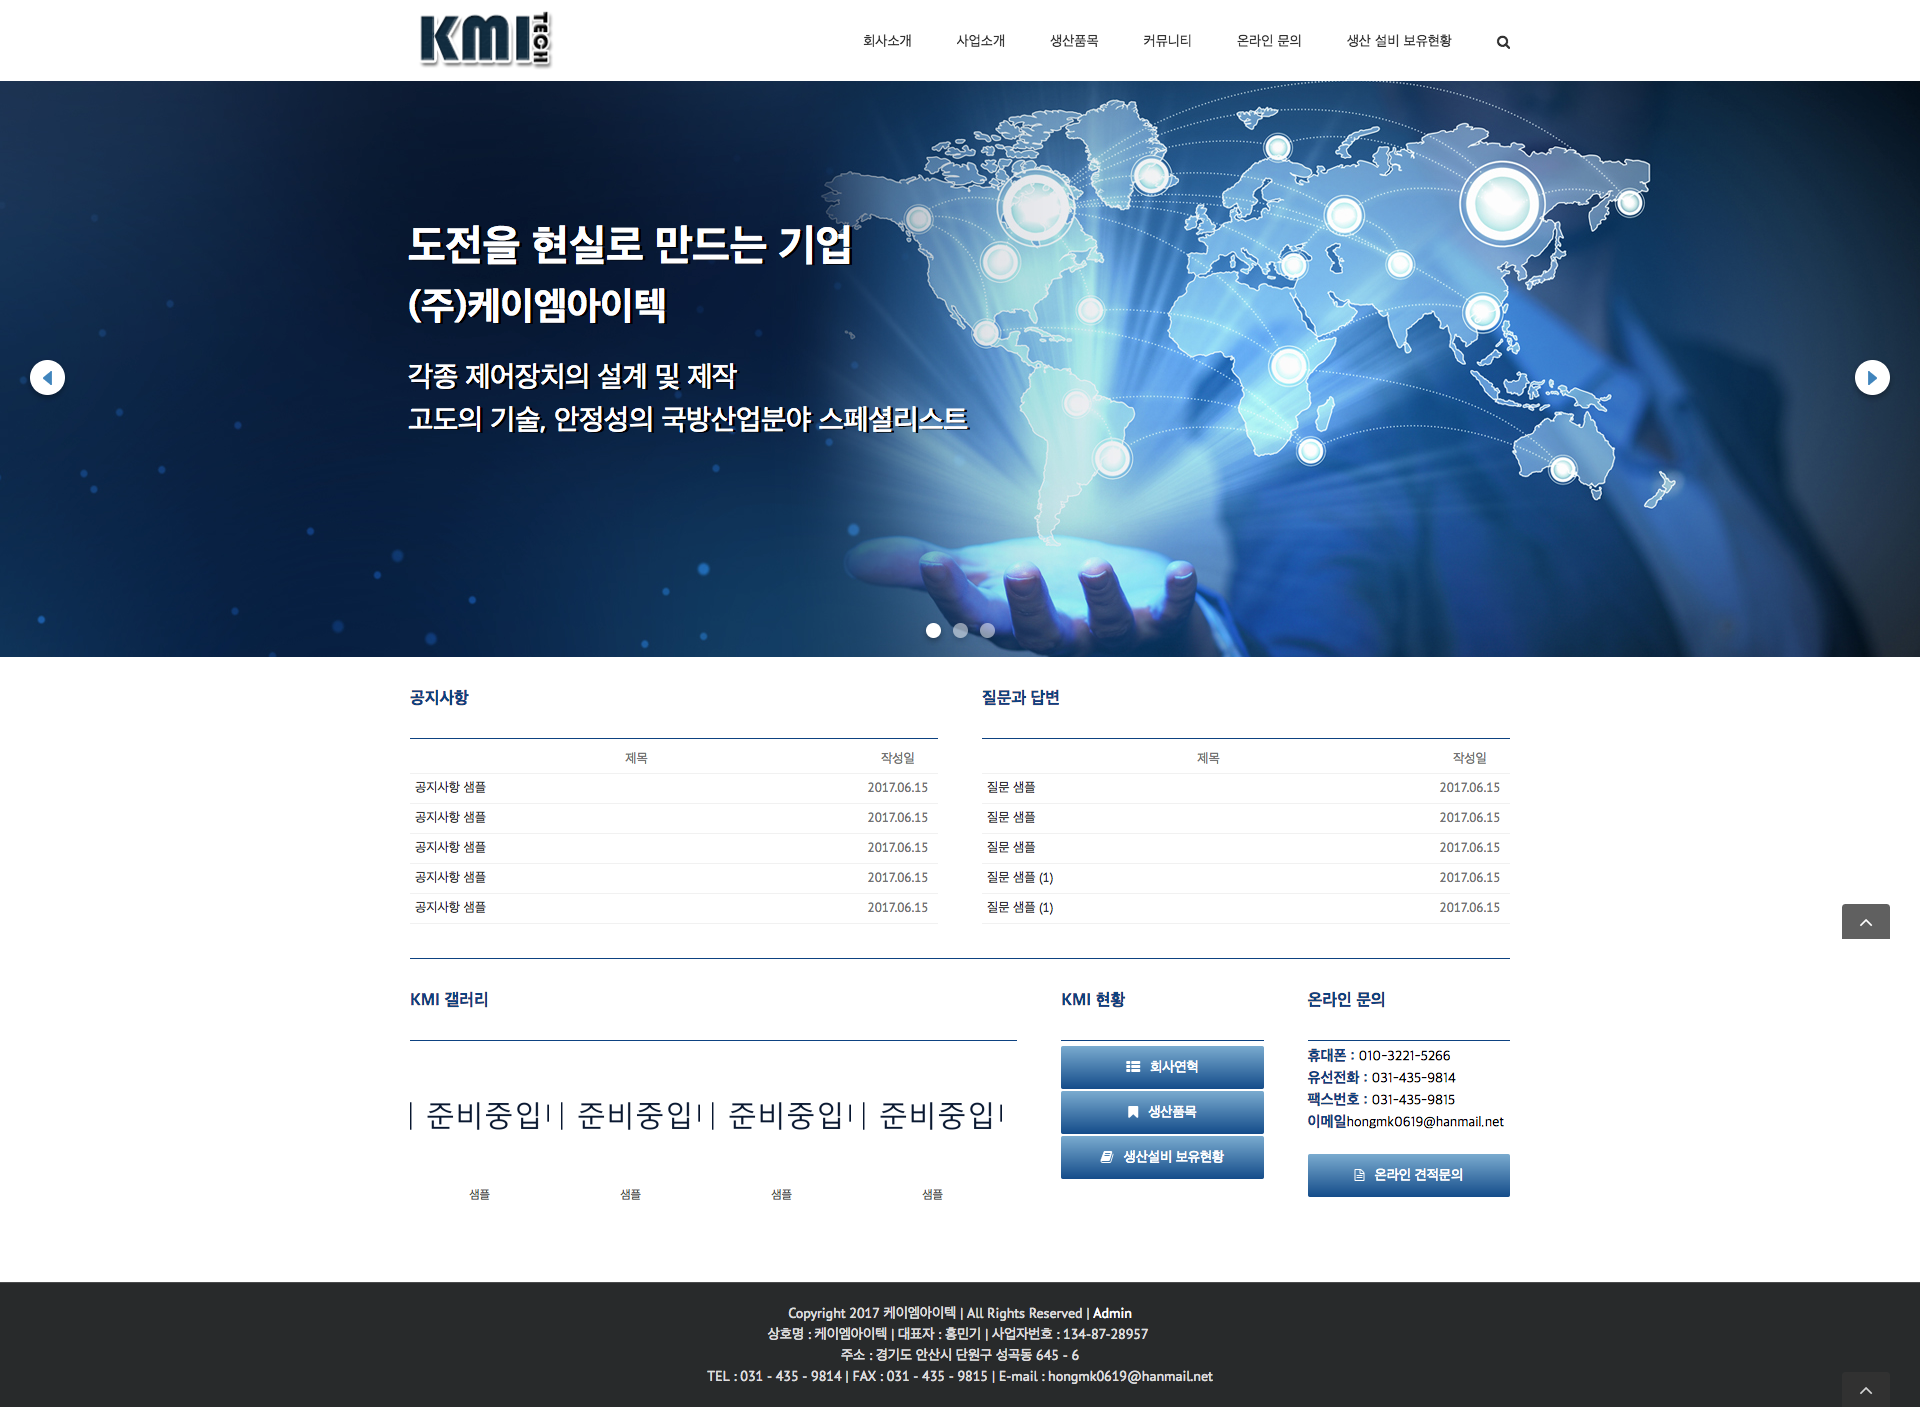 KMI TECH
회사소개 사업소개 생산품목 커뮤니티 온라인 문의 생산 설비 보유현황
도전을 현실로 만드는 기업
(주)케이엠아이텍
각종 제어장치의 설계 및 제작
고도의 기술, 안정성의 국방산업분야 스페셜리스트
공지사항
제목 작성일
공지사항 샘플 2017.06.15
공지사항 샘플 2017.06.15
공지사항 샘플 2017.06.15
공지사항 샘플 2017.06.15
공지사항 샘플 2017.06.15
질문과 답변
제목 작성일
질문 샘플 2017.06.15
질문 샘플 2017.06.15
질문 샘플 2017.06.15
질문 샘플 (1) 2017.06.15
질문 샘플 (1) 2017.06.15
KMI 갤러리
준비중입 준비중입 준비중입 준비중입
샘플 샘플 샘플 샘플
KMI 현황
회사연혁
생산품목
생산설비 보유현황
온라인 문의
휴대폰 : 010-3221-5266
유선전화 : 031-435-9814
팩스번호 : 031-435-9815
이메일hongmk0619@hanmail.net
온라인 견적문의
Copyright 2017 케이엠아이텍 | All Rights Reserved | Admin
상호명 : 케이엠아이텍 | 대표자 : 홍민기 | 사업자번호 : 134-87-28957
주소 : 경기도 안산시 단원구 성곡동 645 - 6
TEL : 031 - 435 - 9814 | FAX : 031 - 435 - 9815 | E-mail : hongmk0619@hanmail.net